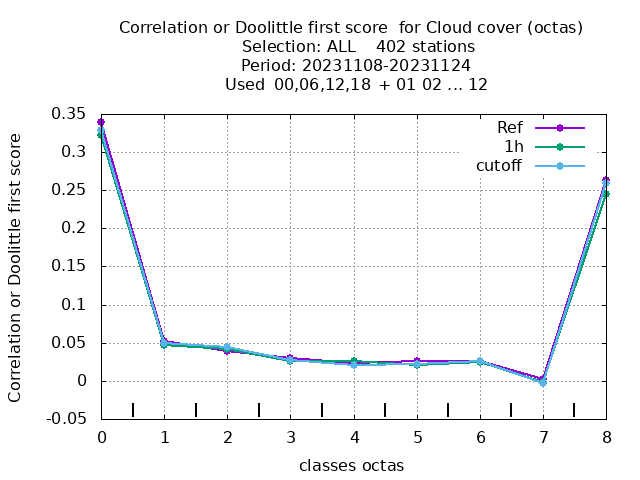 Correlation or Doolittle first score  for Cloud cover (octas)
Selection: ALL    402 stations
Period: 20231108-20231124
Used  00,06,12,18 + 01 02 ... 12
Correlation or Doolittle first score
0.35
0.3
0.25
0.2
0.15
0.1
0.05
0
-0.05
Ref
1h
cutoff
0 1 2 3 4 5 6 7 8
classes octas